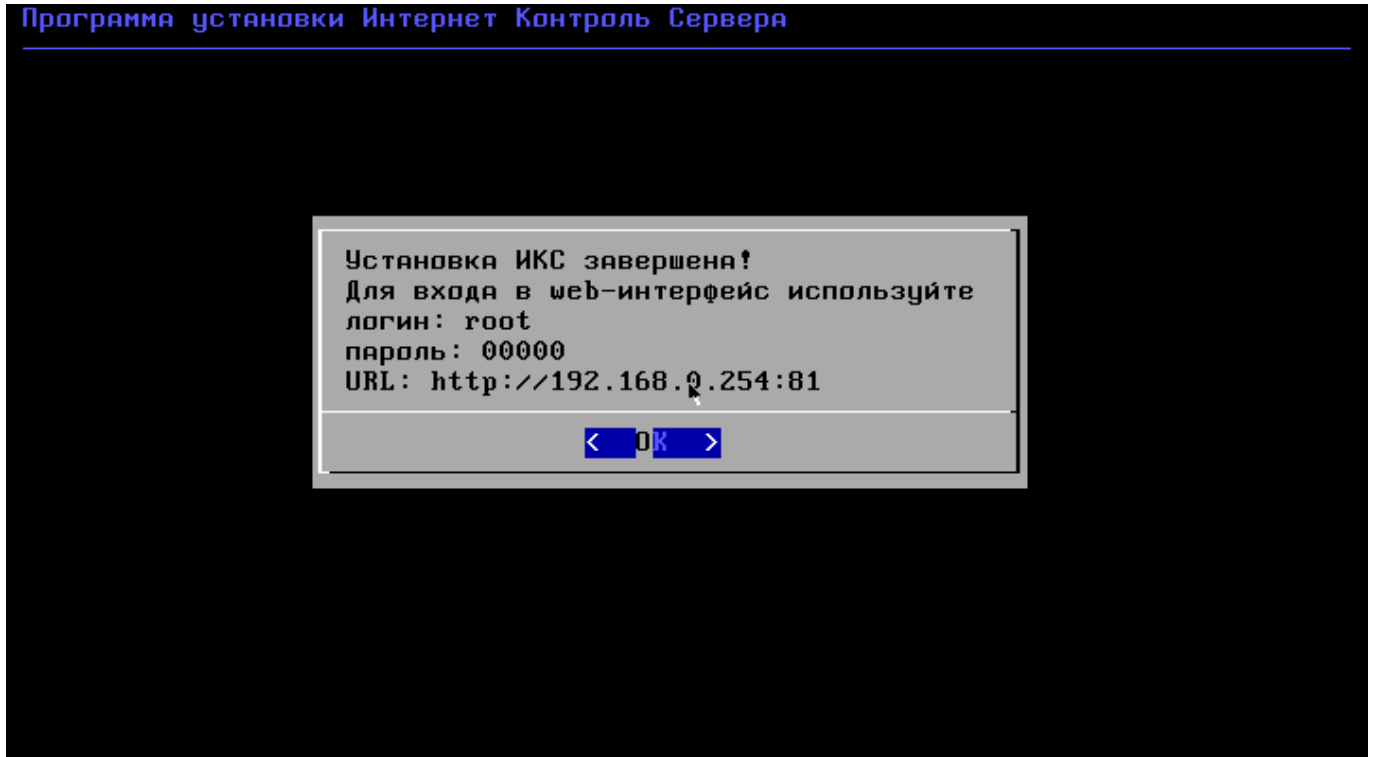 Программа установки Интернет Контроль Сервера
Установка ИКС завершена!
Для входа в web-интерфейс используйте
логин: root
пароль: 00000
URL: http://192.168.0.254:81
< OK >